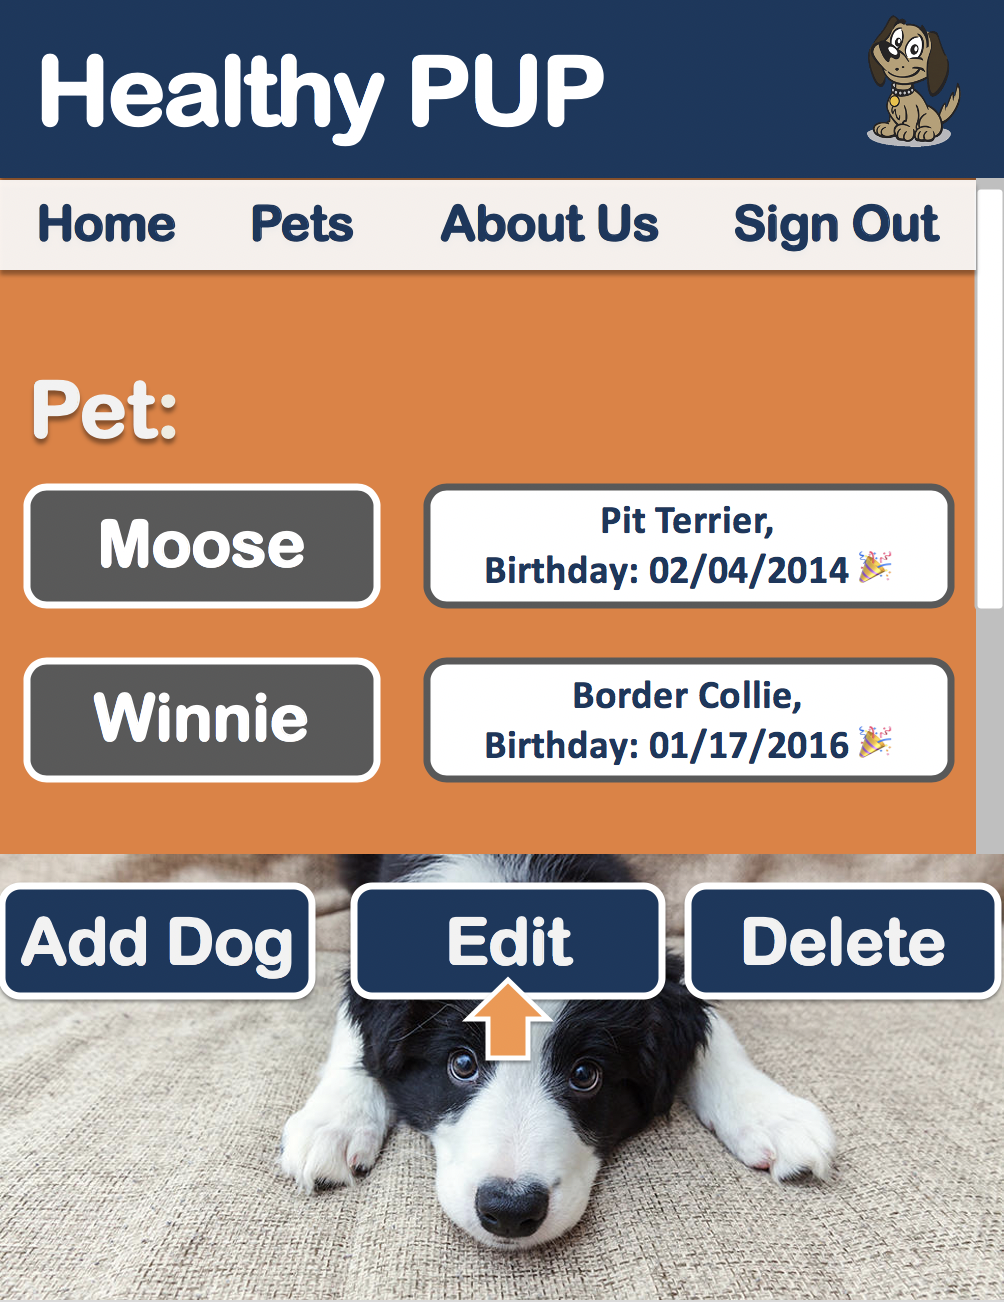 Healthy PUP
Home Pets About Us Sign Out
Pet:
Moose
Pit Terrier,
Birthday: 02/04/2014 🎉
Winnie
Border Collie,
Birthday: 01/17/2016 🎉
Add Dog Edit Delete